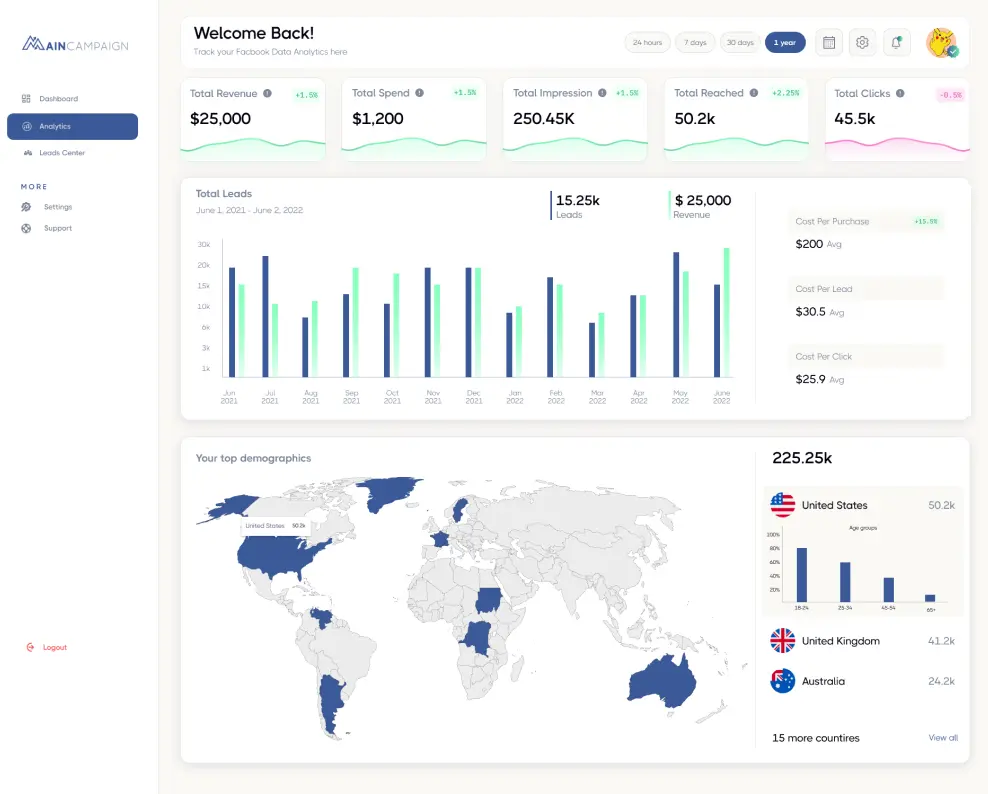 MAINCAMPAIGN
Dashboard
Analytics
Leads Center
MORE
Settings
Support
Logout
Welcome Back!
Track your Facbook Data Analytics here
24 hours
7 days
30 days
1 year
Total Revenue
+1.5%
$25,000
Total Spend
+1.5%
$1,200
Total Impression
+1.5%
250.45K
Total Reached
+2.25%
50.2k
Total Clicks
-0.5%
45.5k
Total Leads
June 1, 2021 - June 2, 2022
15.25k
Leads
$ 25,000
Revenue
30k
20k
15k
10k
6k
3k
1k
Jun 2021
Jul 2021
Aug 2021
Sep 2021
Oct 2021
Nov 2021
Dec 2021
Jan 2022
Feb 2022
Mar 2022
Apr 2022
May 2022
June 2022
Cost Per Purchase
+15.5%
$200 Avg
Cost Per Lead
$30.5 Avg
Cost Per Click
$25.9 Avg
Your top demographics
United States 50.2k
225.25k
United States 50.2k
Age groups
100%
80%
60%
40%
20%
18-24
25-34
45-54
65+
United Kingdom 41.2k
Australia 24.2k
15 more countires
View all